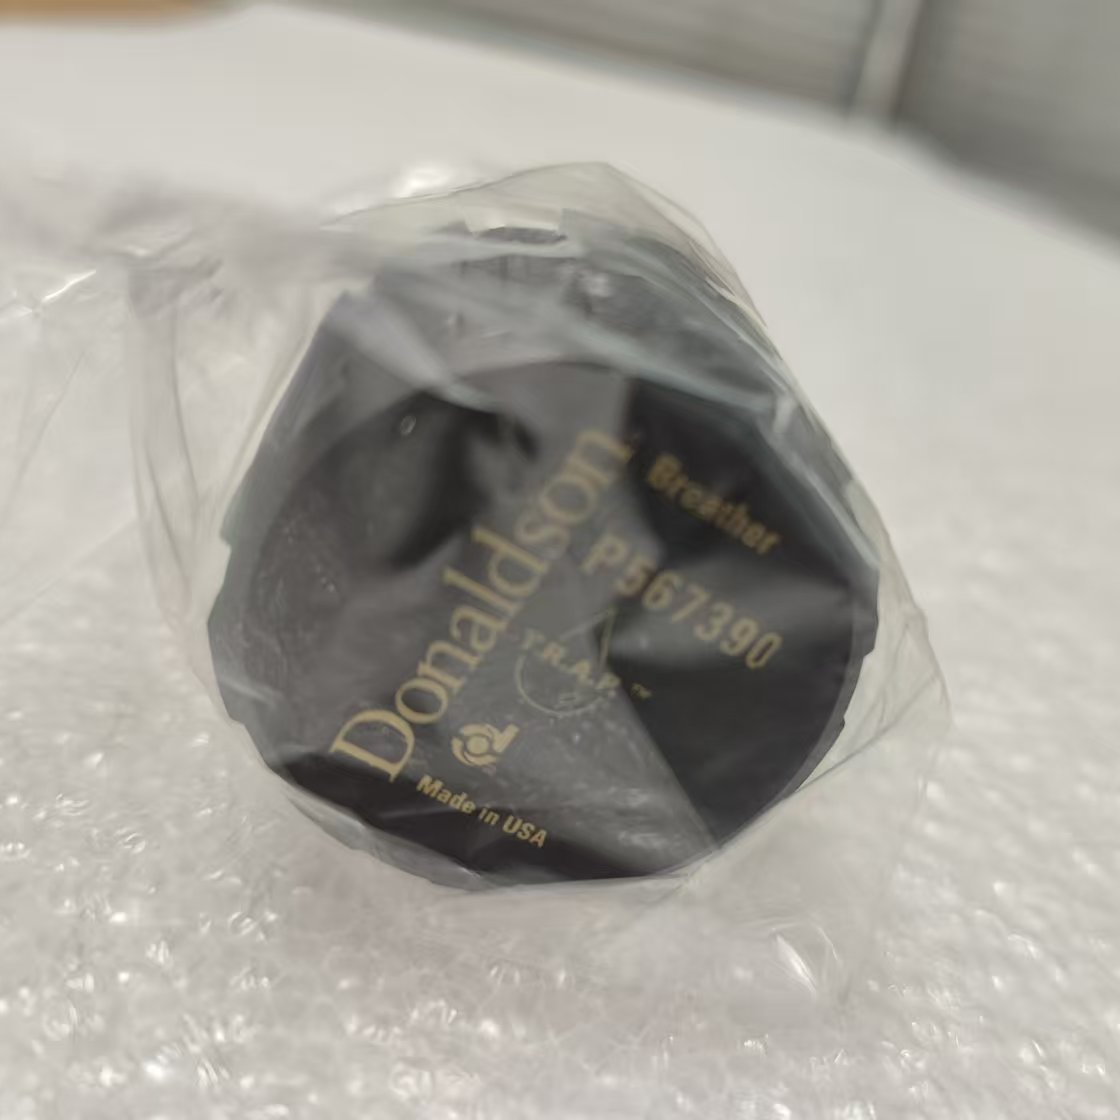 Donaldson
Breather
P567390
T.R.A.P.™
Made in USA